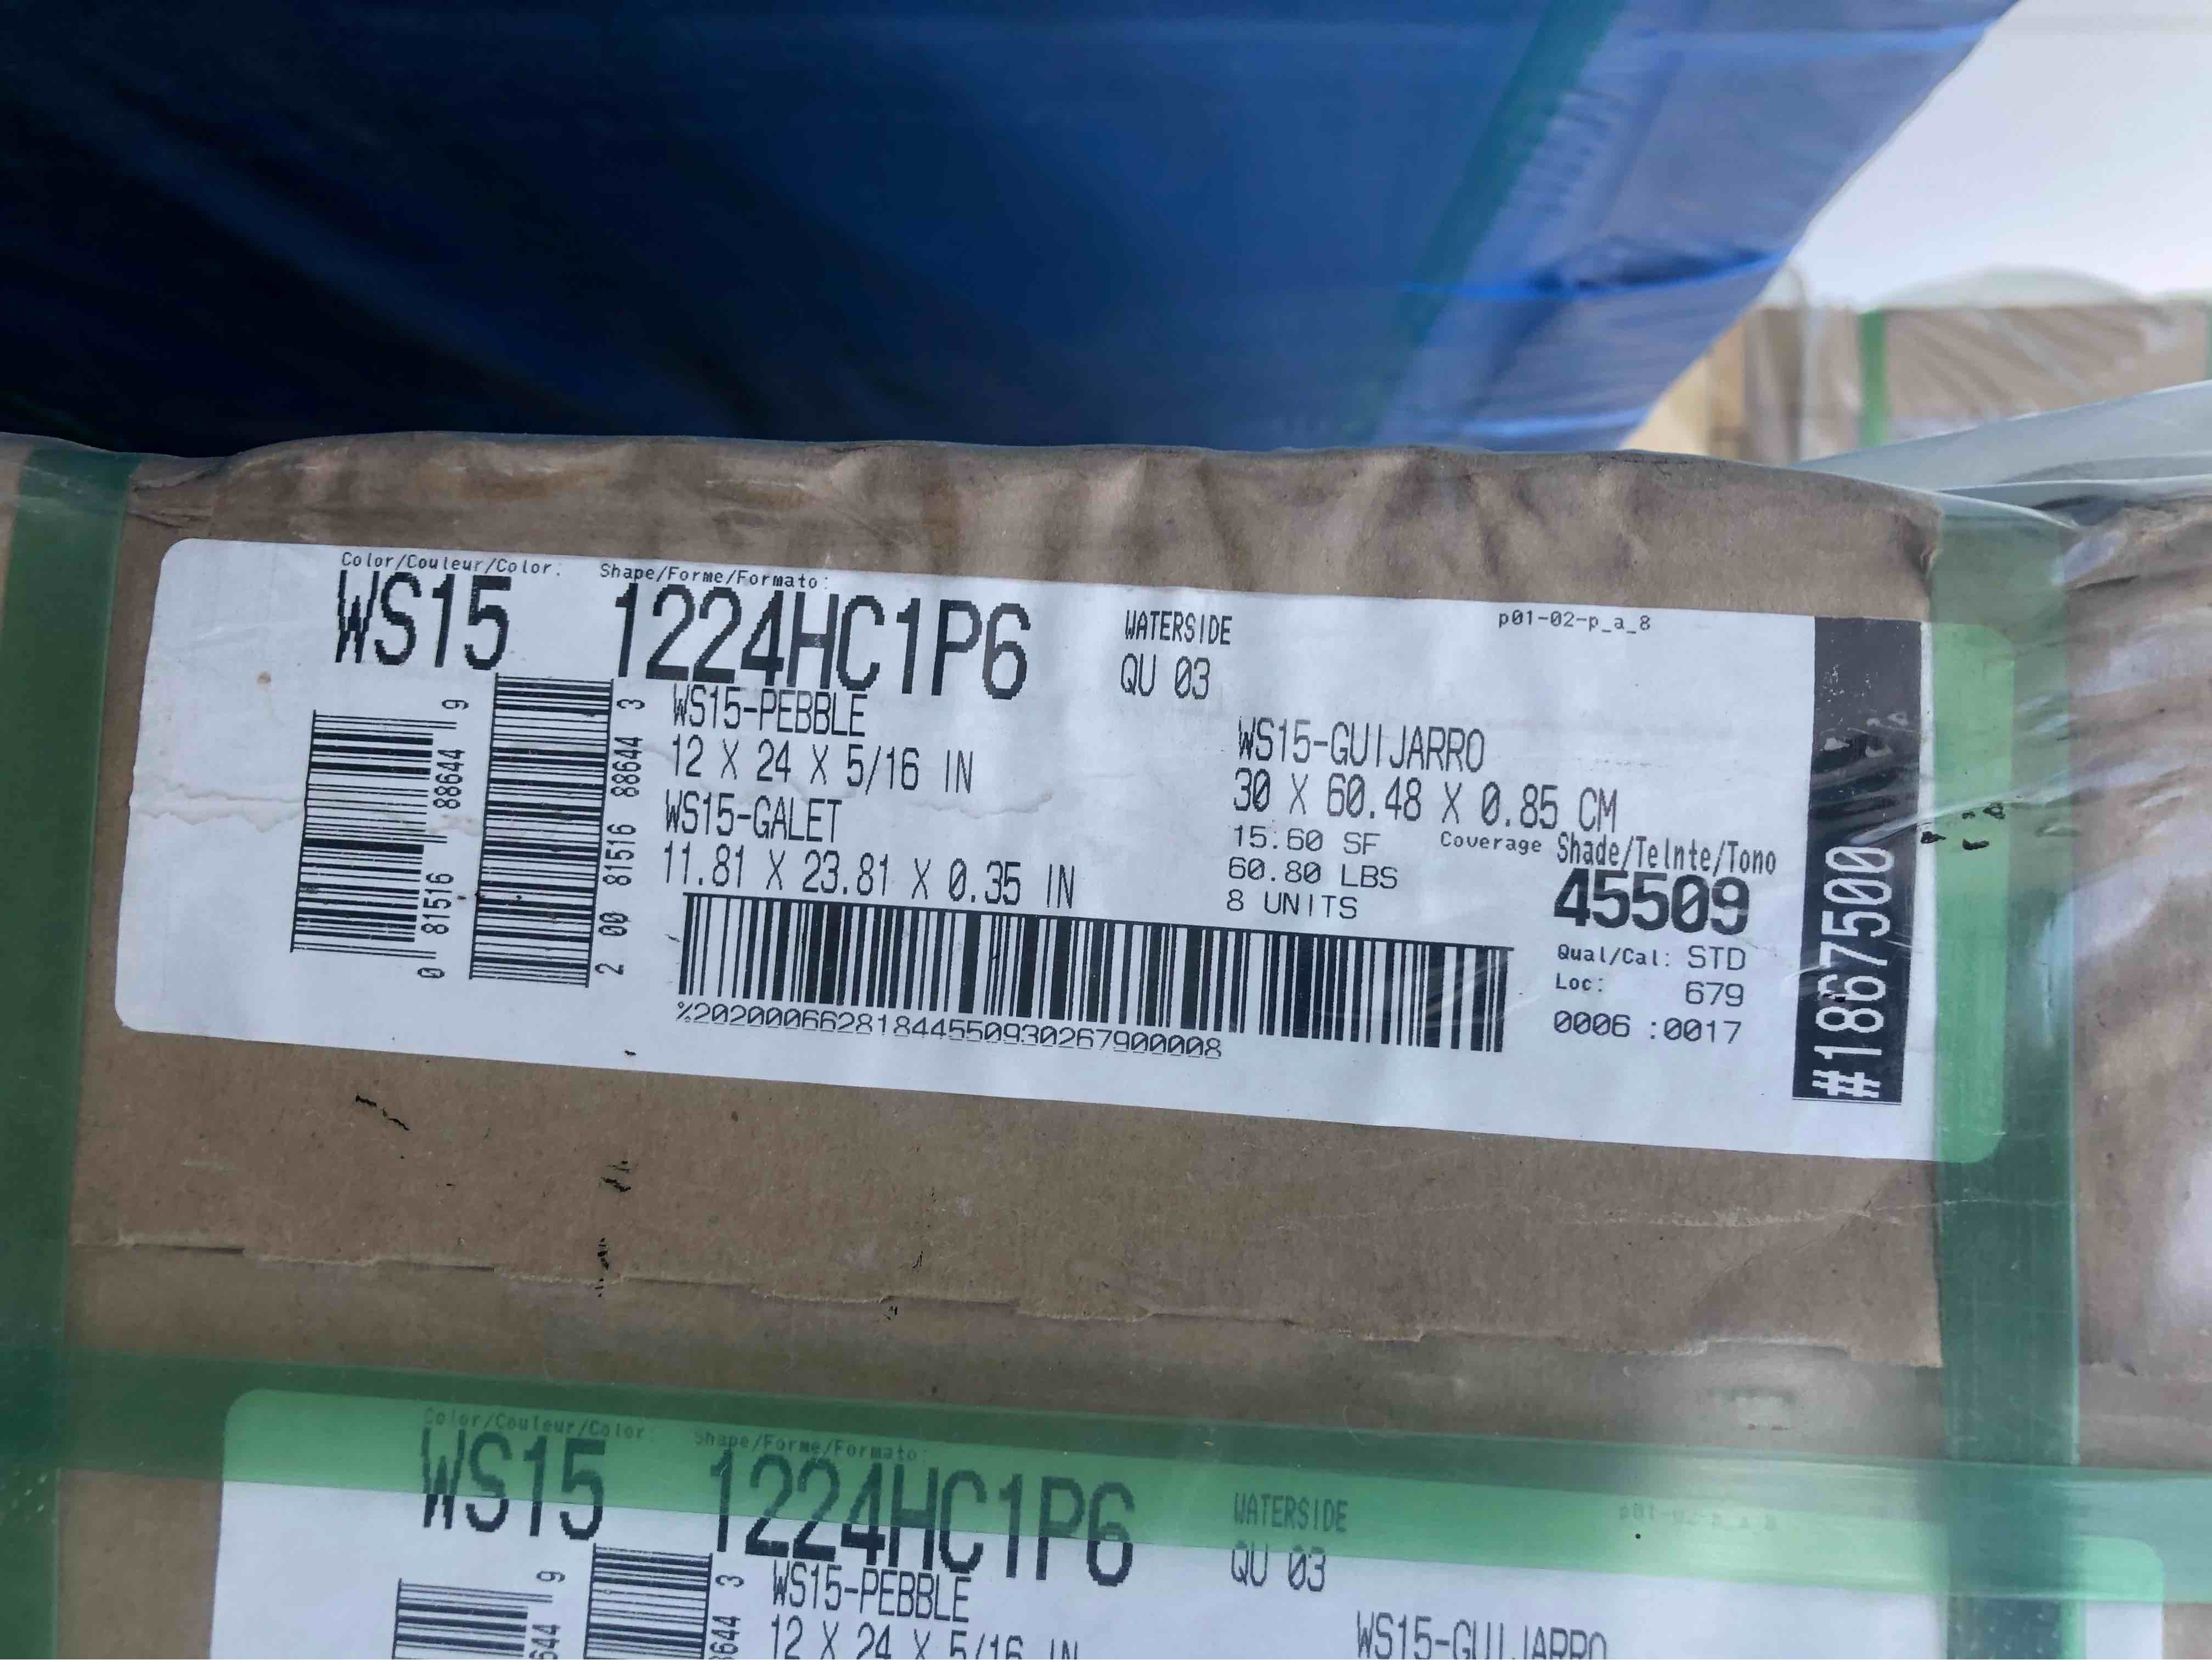 Color/Couleur/Color: Shape/Forme/Formato:
WS15 1224HC1P6
WATERSIDE
QU 03
p01-02-p_a_8
0 81516 88644 9
2 00 81516 88644 3
WS15-PEBBLE
12 X 24 X 5/16 IN
WS15-GALET
11.81 X 23.81 X 0.35 IN
WS15-GUIJARRO
30 X 60.48 X 0.85 CM
15.60 SF Coverage
60.80 LBS
8 UNITS
Shade/Teinte/Tono
45509
Qual/Cal: STD
Loc: 679
0006 :0017
%20200066281844550930267900008
#1867500
Color/Couleur/Color: Shape/Forme/Formato:
WS15 1224HC1P6
WATERSIDE
QU 03
9
3
WS15-PEBBLE
12 X 24 X 5/16 IN
WS15-GUIJARRO